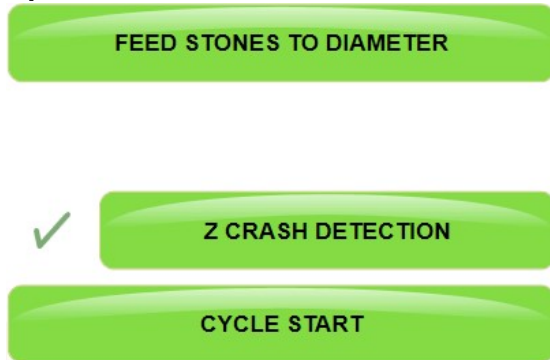 FEED STONES TO DIAMETER
Z CRASH DETECTION
CYCLE START